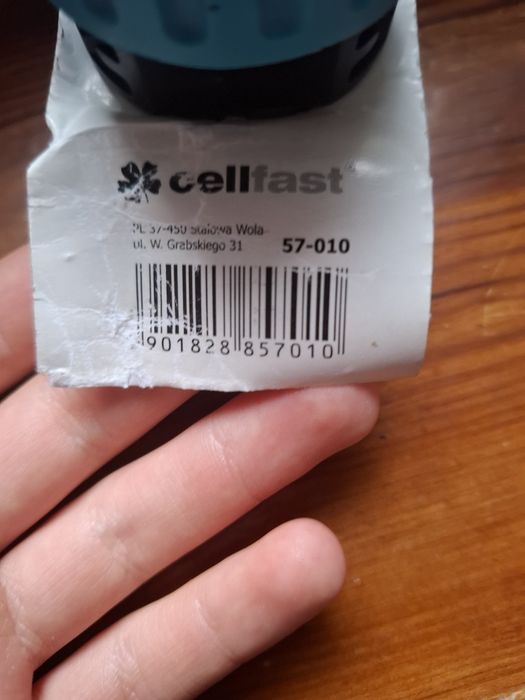 cellfast
PL 37-450 Stalowa Wola
ul. W. Grabskiego 31
57-010
901828 857010